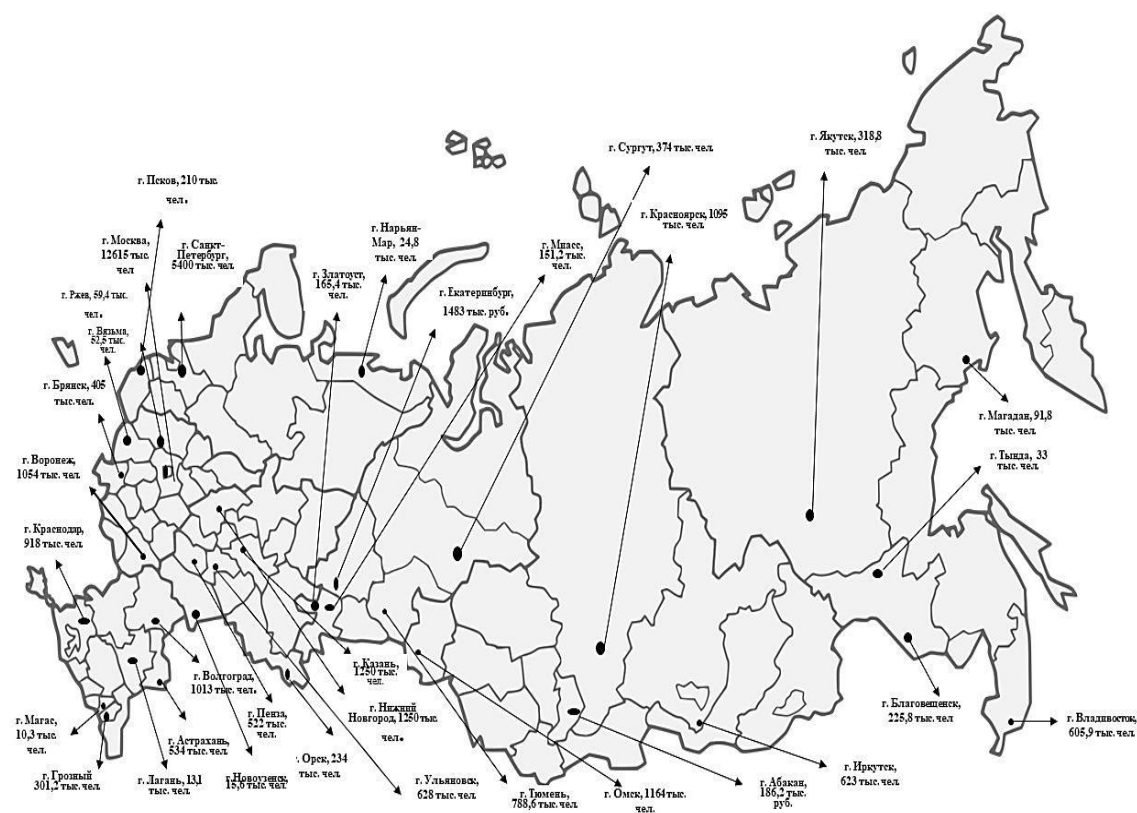 г. Якутск, 318,8
тыс. чел.
г. Сургут, 374 тыс. чел.
г. Псков, 210 тыс.
чел.
г. Красноярск, 1095
тыс. чел.
г. Нарьян-
Мар, 24,8
тыс. чел.
г. Москва,
12615 тыс.
чел
г. Санкт-
Петербург,
5400 тыс. чел.
г. Миасс,
151,2 тыс.
чел.
г. Златоуст,
165,4 тыс.
чел.
г. Екатеринбург,
1483 тыс. руб.
г. Ржев, 59,4 тыс.
чел.
г. Вязьма,
52,5 тыс.
чел.
г. Брянск, 405
тыс. чел.
г. Магадан, 91,8
тыс. чел.
г. Тында, 33
тыс. чел.
г. Воронеж,
1054 тыс. чел.
г. Краснодар,
918 тыс. чел.
г. Казань,
1250 тыс.
чел.
г. Волгоград,
1013 тыс. чел.
г. Нижний
Новгород, 1250 тыс.
чел.
г. Пенза,
522 тыс.
чел.
г. Благовещенск,
225,8 тыс. чел
г. Владивосток,
605,9 тыс. чел.
г. Магас,
10,3 тыс.
чел.
г. Астрахань,
534 тыс. чел.
г. Орск, 234
тыс. чел.
г. Иркутск,
623 тыс. чел.
г. Грозный
301,2 тыс. чел.
г. Лагань, 13,1
тыс. чел.
г. Новоузенск,
15,6 тыс. чел.
г. Ульяновск,
628 тыс. чел.
г. Тюмень,
788,6 тыс. чел.
г. Омск, 1164 тыс.
чел.
г. Абакан,
186,2 тыс.
руб.